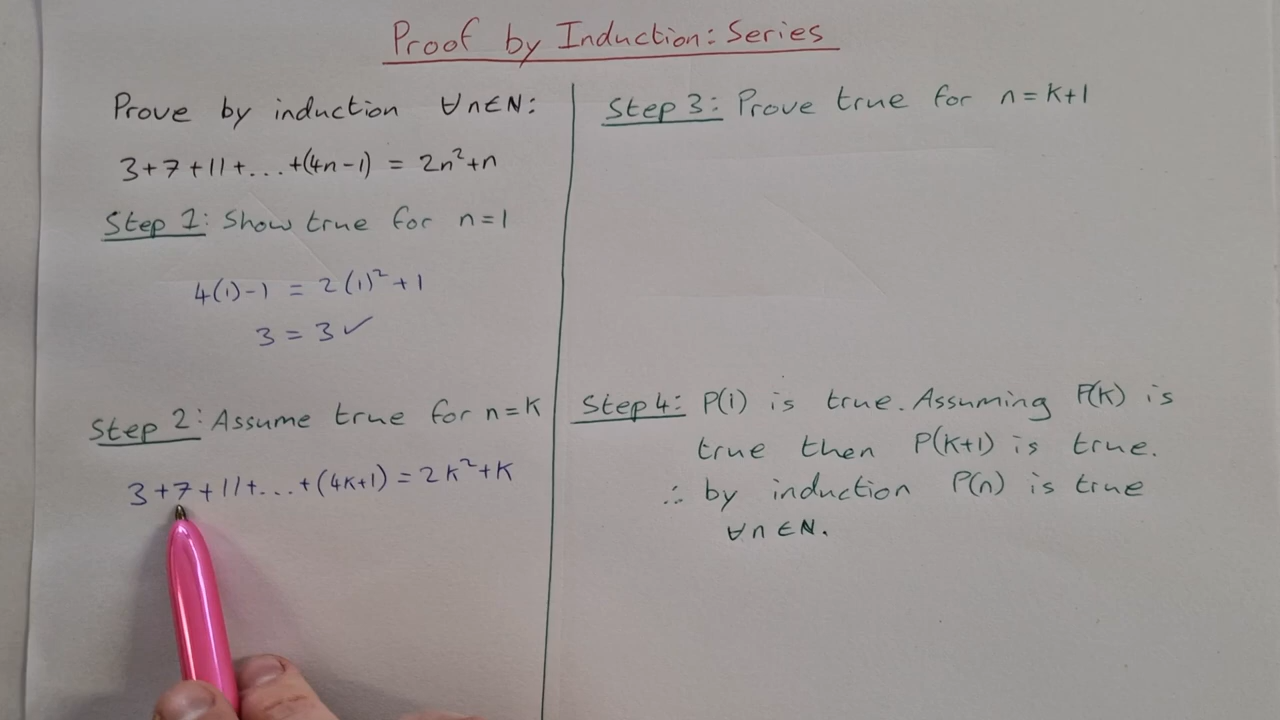 Proof by Induction: Series
Prove by induction ∀n∈N:
3+7+11+...+(4n-1) = 2n²+n
Step 1: Show true for n=1
4(1)-1 = 2(1)²+1
3=3✓
Step 2: Assume true for n=K
3+7+11+...+(4K+1)=2K²+K
Step 3: Prove true for n=K+1
Step 4: P(1) is true. Assuming P(K) is
true then P(K+1) is true.
∴ by induction P(n) is true
∀n∈N.